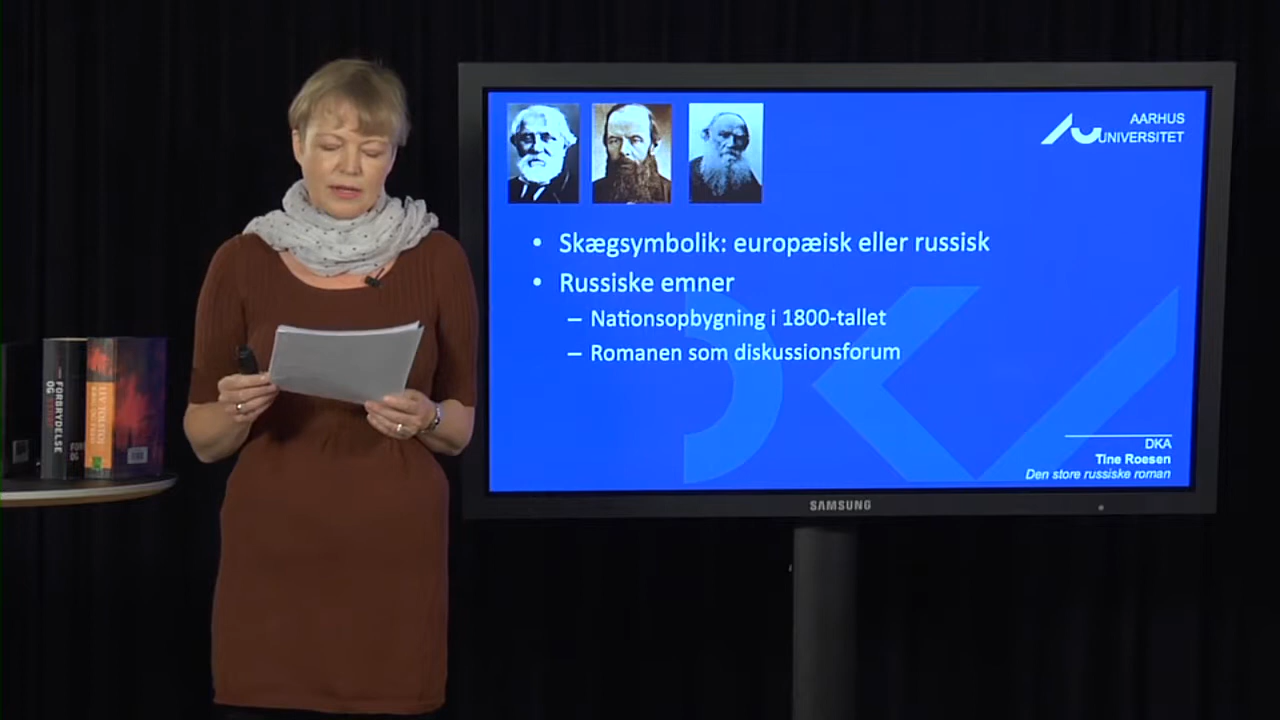 AARHUS
UNIVERSITET
• Skægsymbolik: europæisk eller russisk
• Russiske emner
– Nationsopbygning i 1800-tallet
– Romanen som diskussionsforum
DKA
Tine Roesen
Den store russiske roman
SAMSUNG
FORBRYDELSE
OG
LEV TOLSTOJ